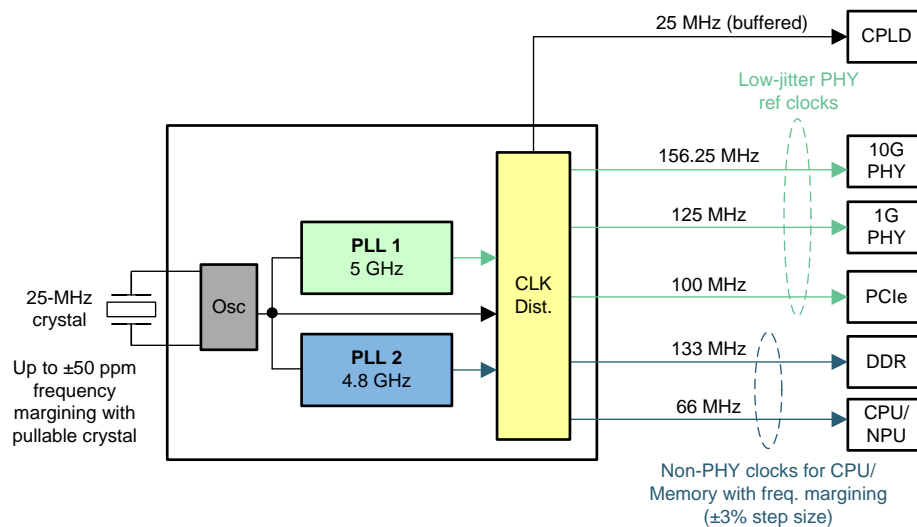 25 MHz (buffered)
CPLD
Low-jitter PHY
ref clocks
156.25 MHz
10G
PHY
125 MHz
1G
PHY
100 MHz
PCIe
133 MHz
DDR
66 MHz
CPU/
NPU
PLL 1
5 GHz
CLK
Dist.
25-MHz
crystal
Osc
PLL 2
4.8 GHz
Up to ±50 ppm
frequency
margining with
pullable crystal
Non-PHY clocks for CPU/
Memory with freq. margining
(±3% step size)